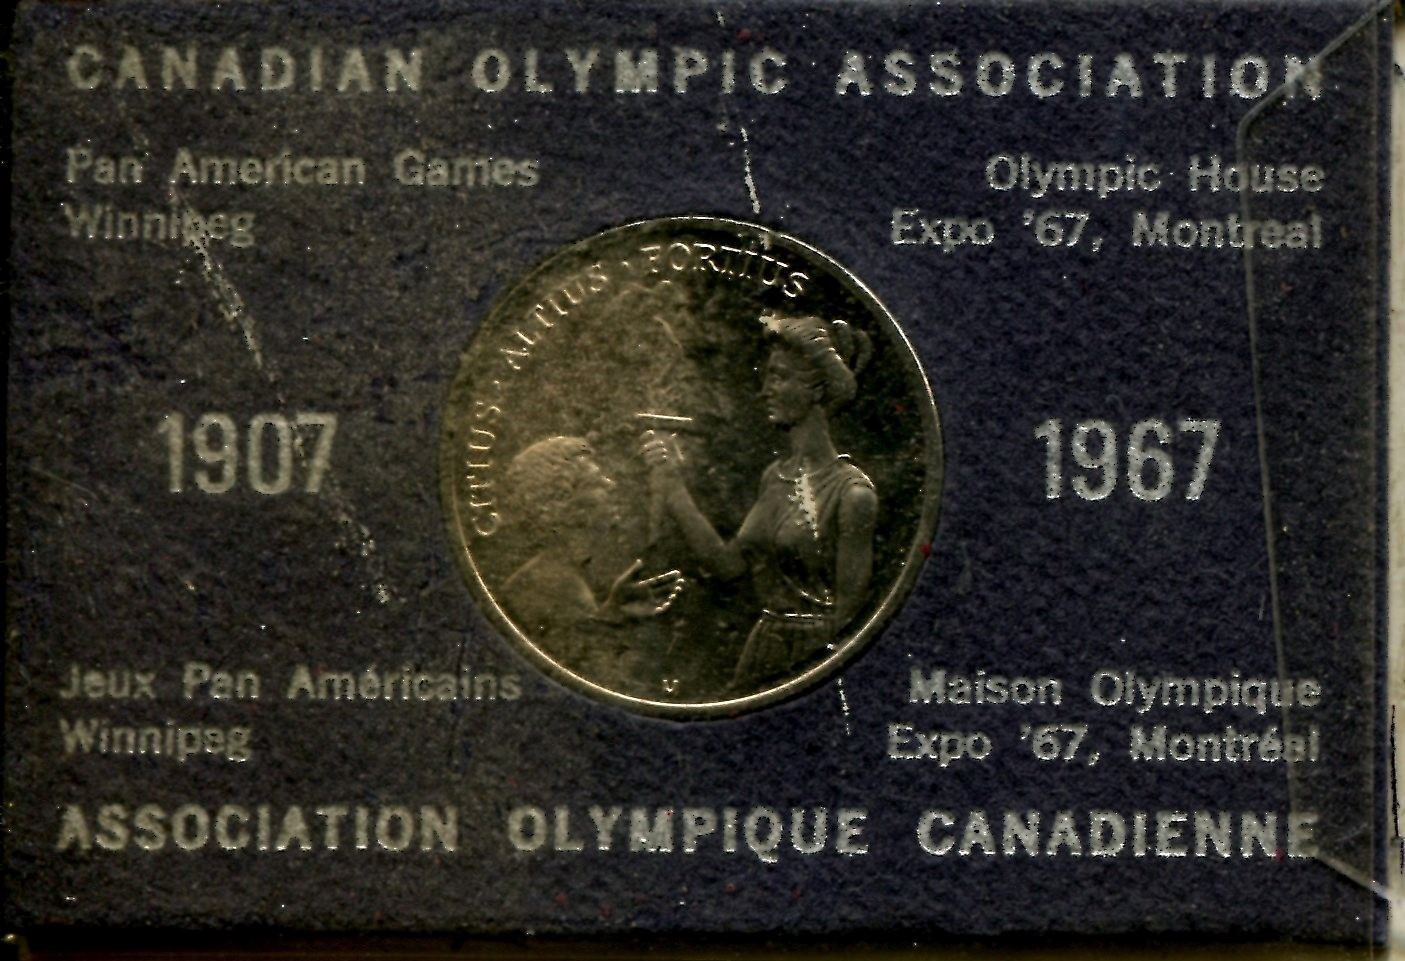 CANADIAN OLYMPIC ASSOCIATION
Pan American Games
Winnipeg
Olympic House
Expo '67, Montreal
CITIUS · ALTIUS · FORTIUS
1907
1967
Jeux Pan Américains
Winnipeg
Maison Olympique
Expo '67, Montréal
ASSOCIATION OLYMPIQUE CANADIENNE